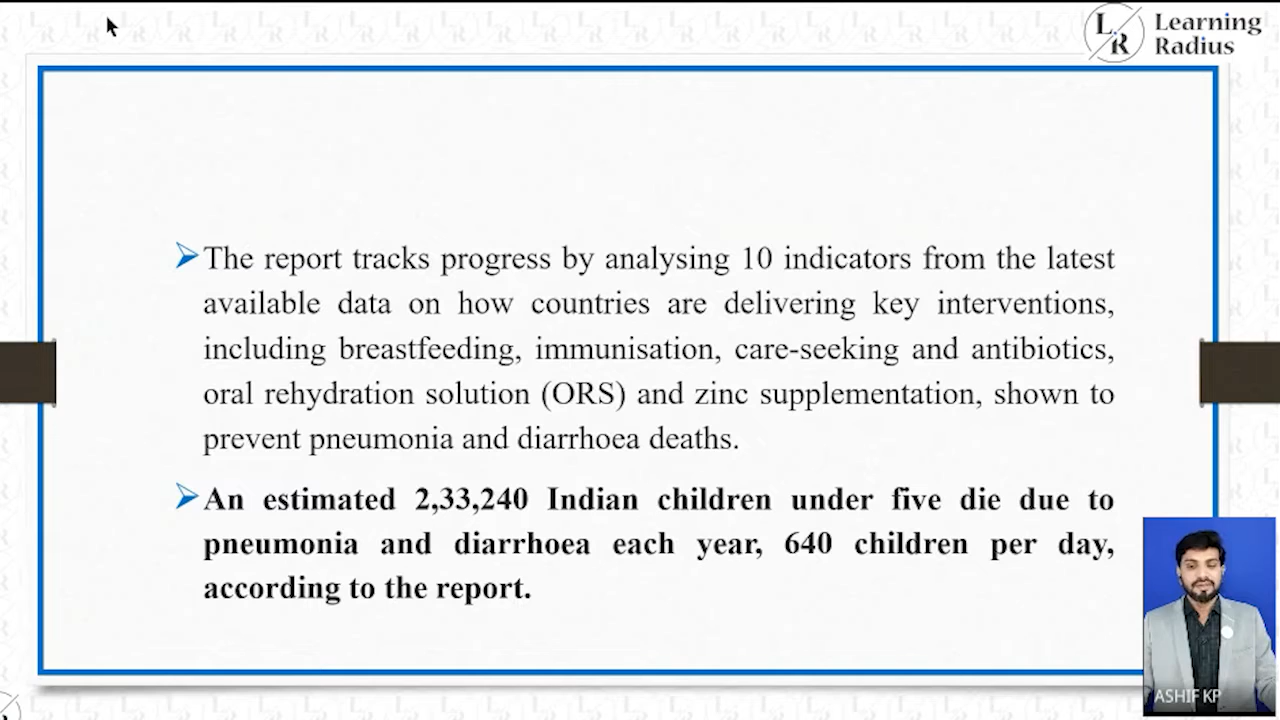 LR Learning
Radius
The report tracks progress by analysing 10 indicators from the latest
available data on how countries are delivering key interventions,
including breastfeeding, immunisation, care-seeking and antibiotics,
oral rehydration solution (ORS) and zinc supplementation, shown to
prevent pneumonia and diarrhoea deaths.
An estimated 2,33,240 Indian children under five die due to
pneumonia and diarrhoea each year, 640 children per day,
according to the report.
ASHIF KP